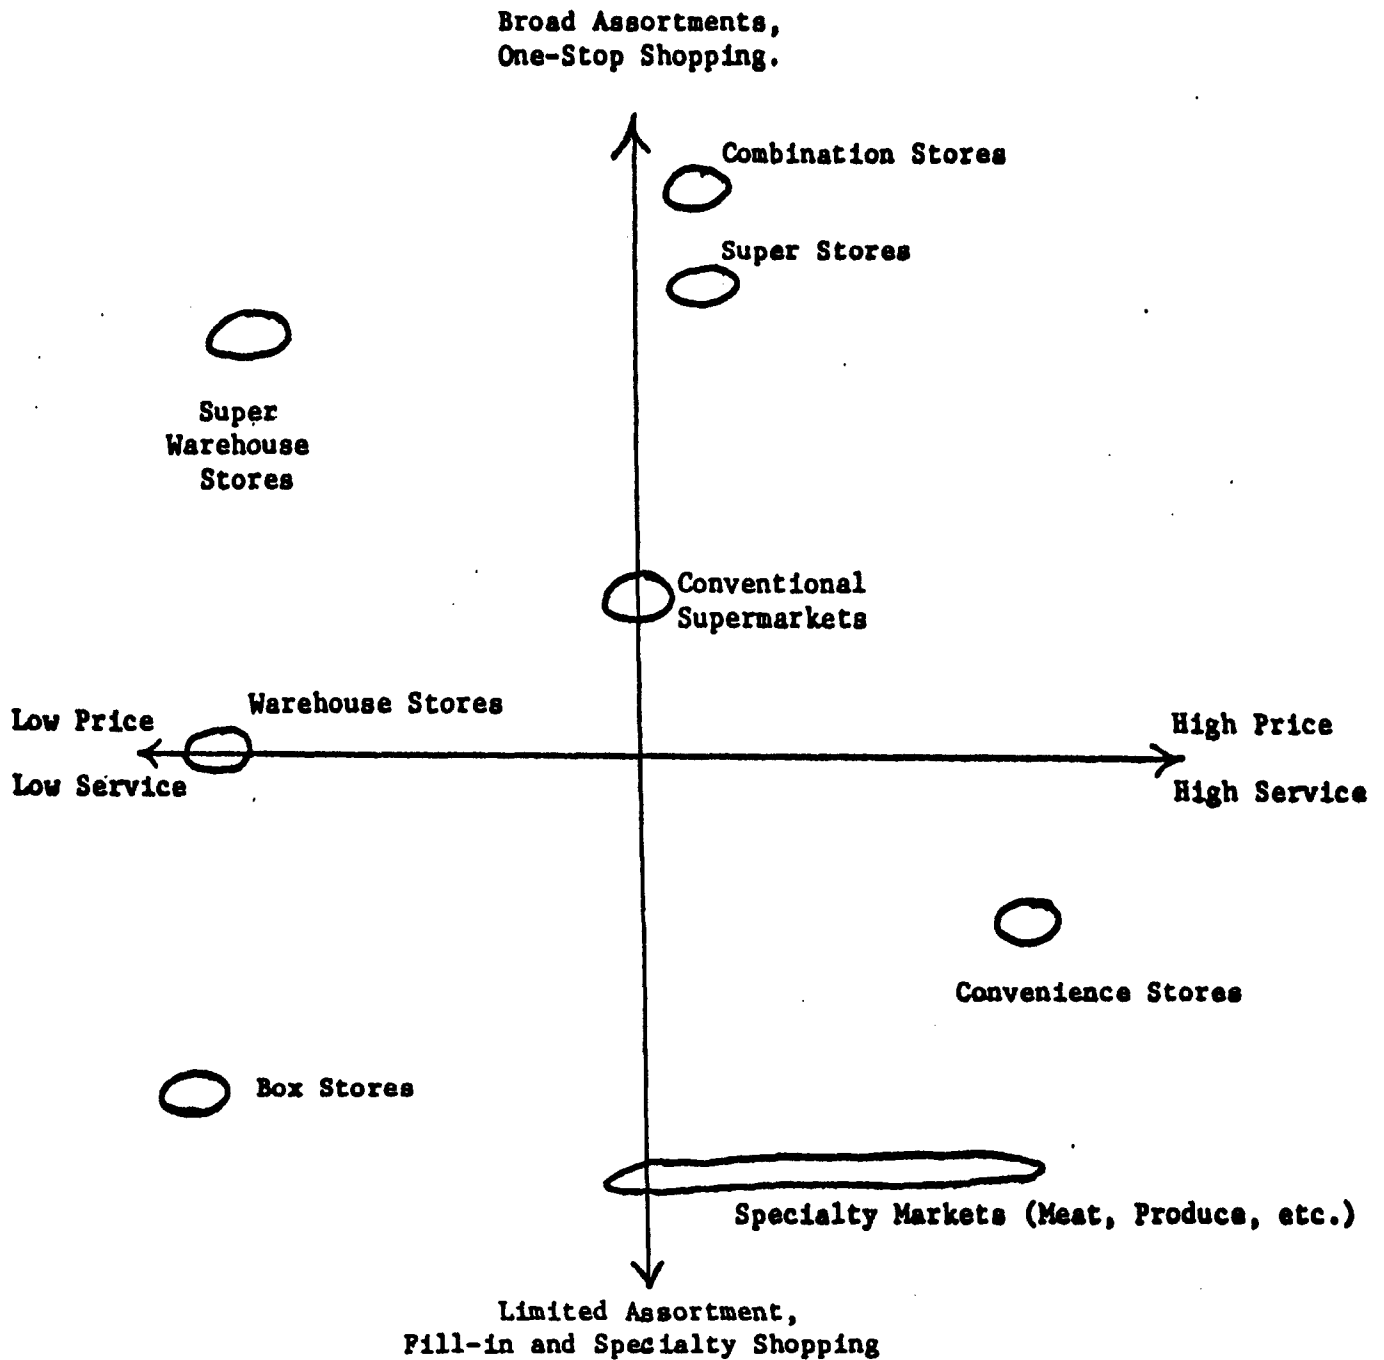 Broad Assortments,
One-Stop Shopping.
Combination Stores
Super Stores
Super
Warehouse
Stores
Conventional
Supermarkets
Warehouse Stores
Low Price
High Price
Low Service
High Service
Convenience Stores
Box Stores
Specialty Markets (Meat, Produce, etc.)
Limited Assortment,
Fill-in and Specialty Shopping